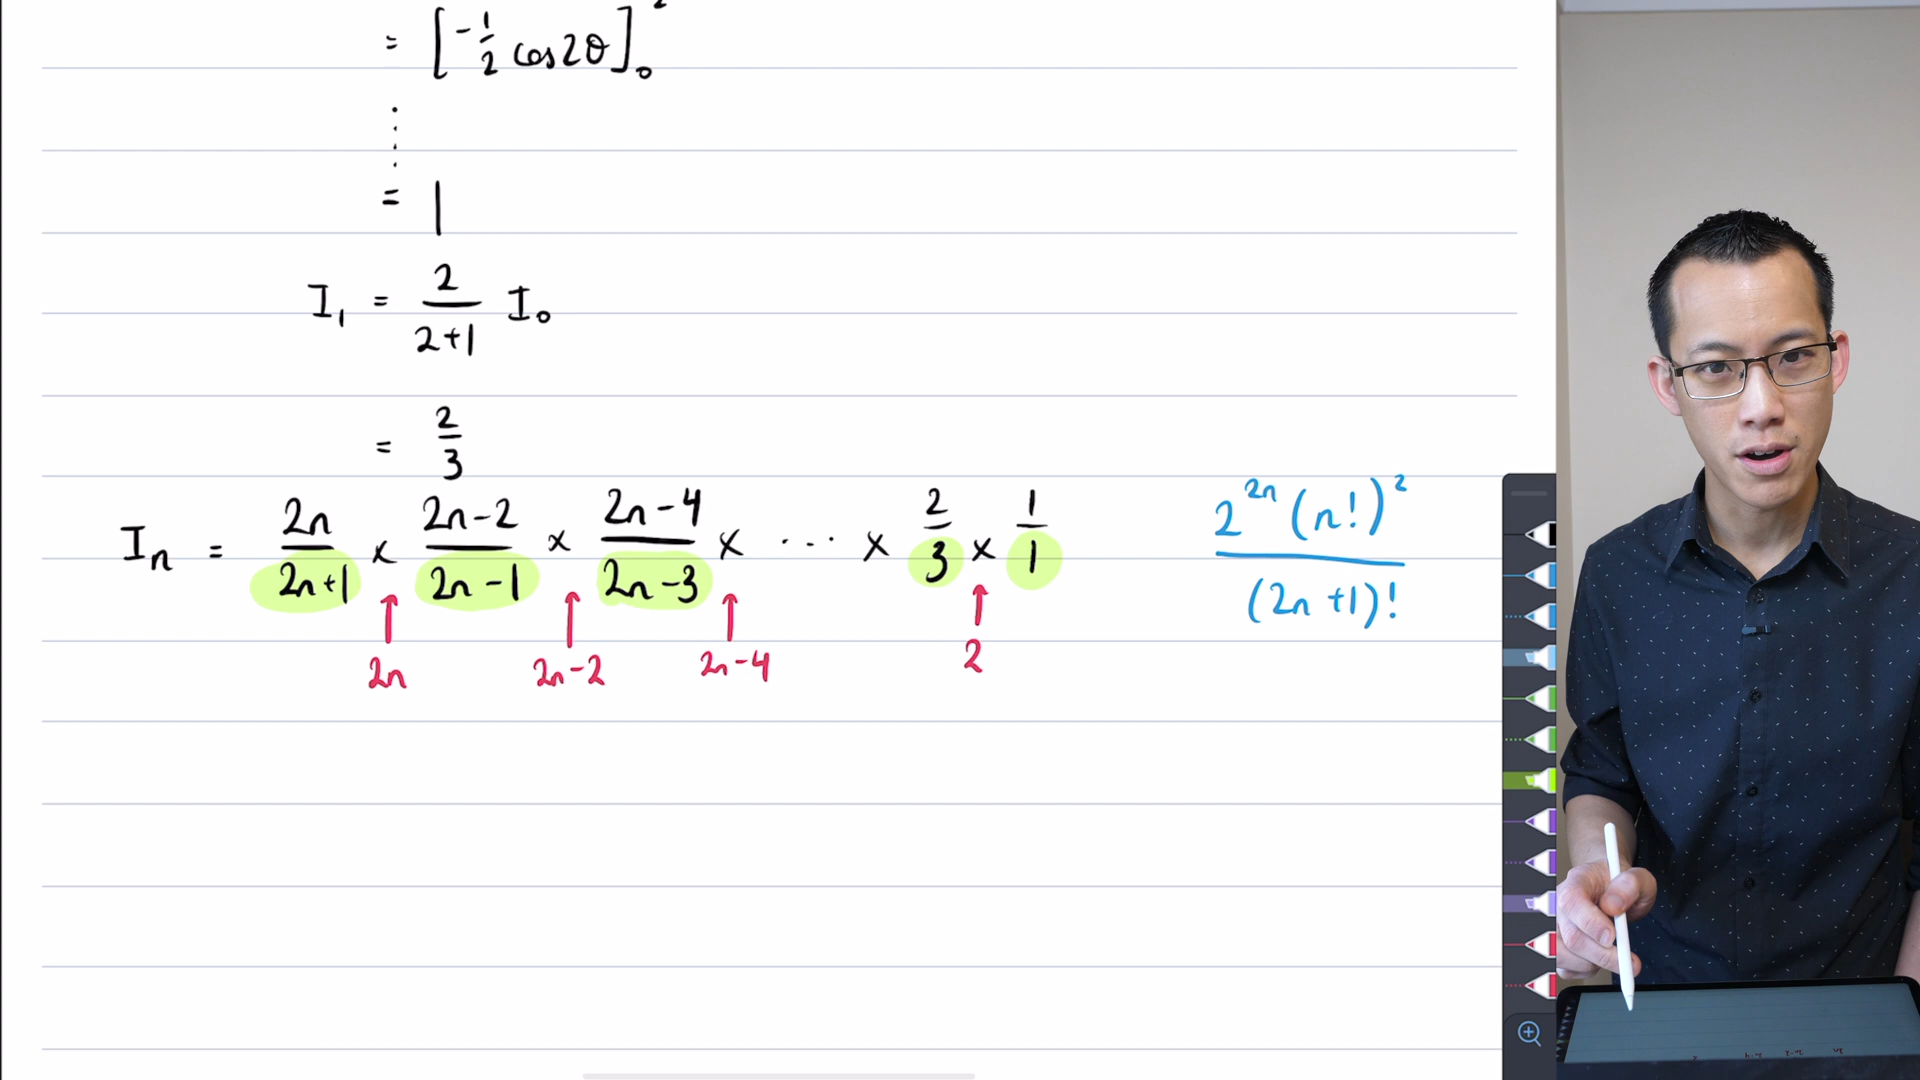 = [-1/2 cos2θ]₀
⋮
= 1
I₁ = 2/(2+1) I₀
= 2/3
Iₙ = 2n/(2n+1) × (2n-2)/(2n-1) × (2n-4)/(2n-3) × ··· × 2/3 × 1/1
2n 2n-2 2n-4 2
2²ⁿ(n!)²/(2n+1)!